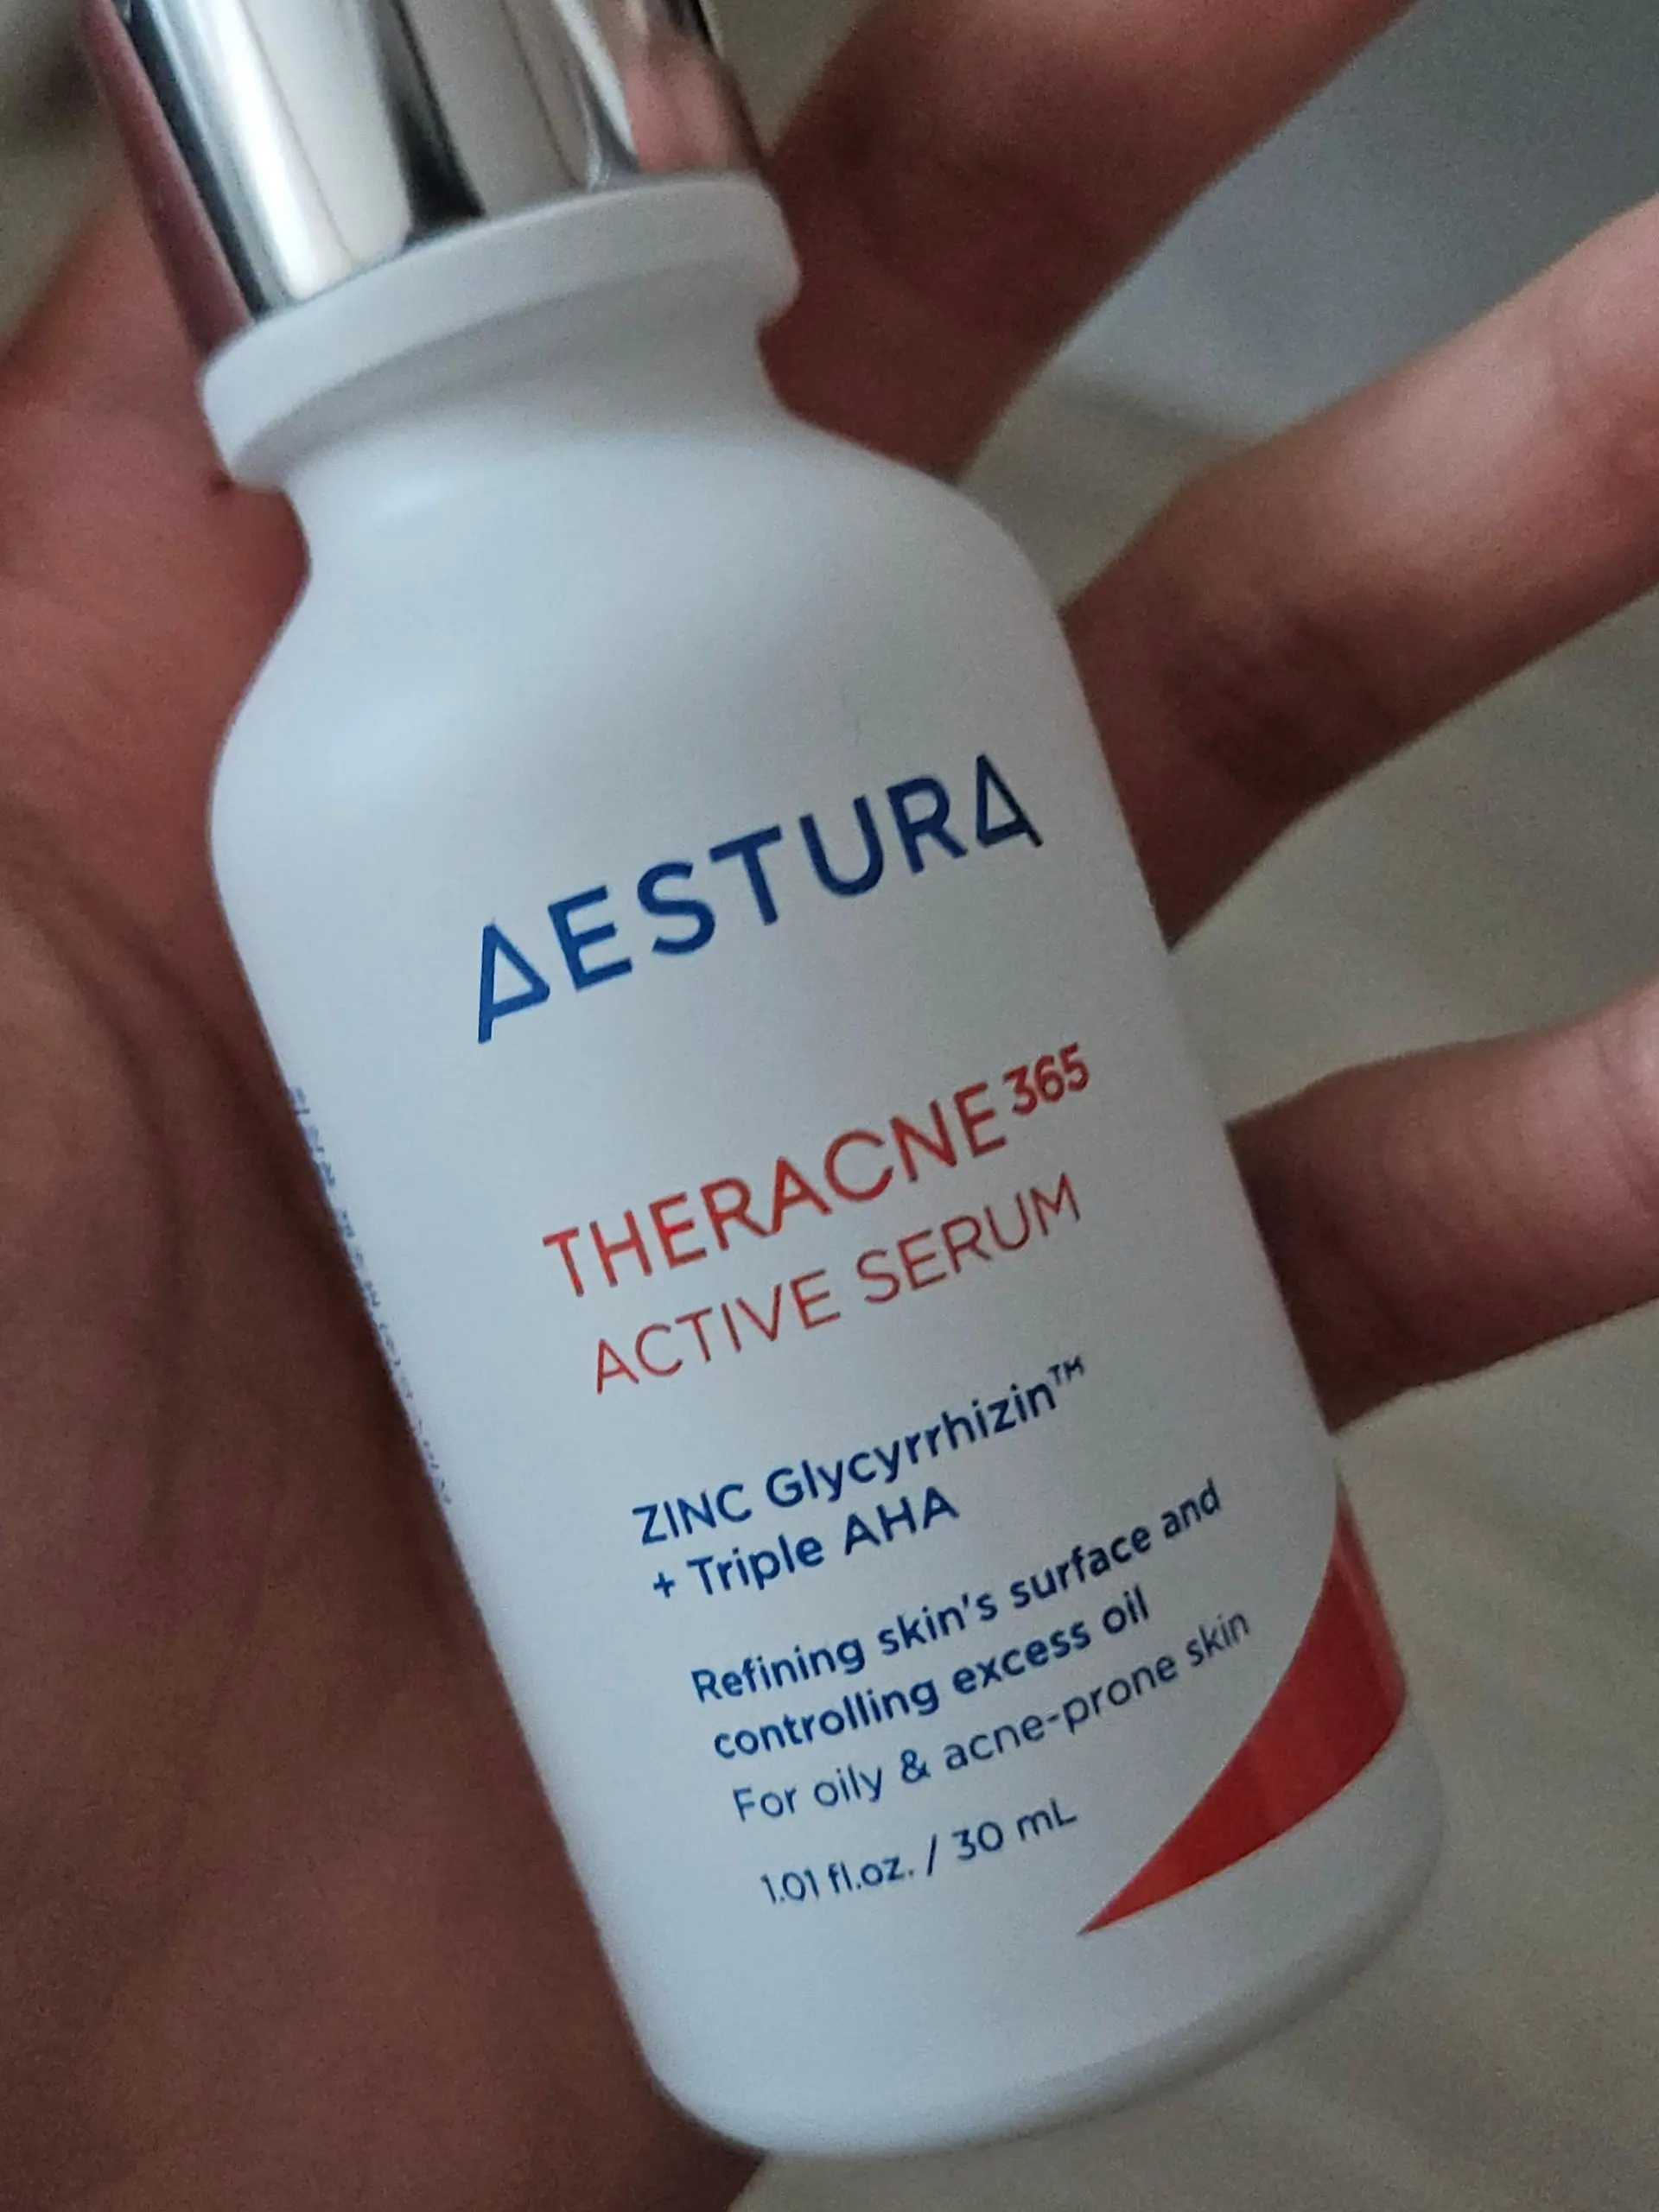 AESTURA
THERACNE365
ACTIVE SERUM
ZINC Glycyrrhizin™
+ Triple AHA
Refining skin's surface and
controlling excess oil
For oily & acne-prone skin
1.01 fl.oz. / 30 mL